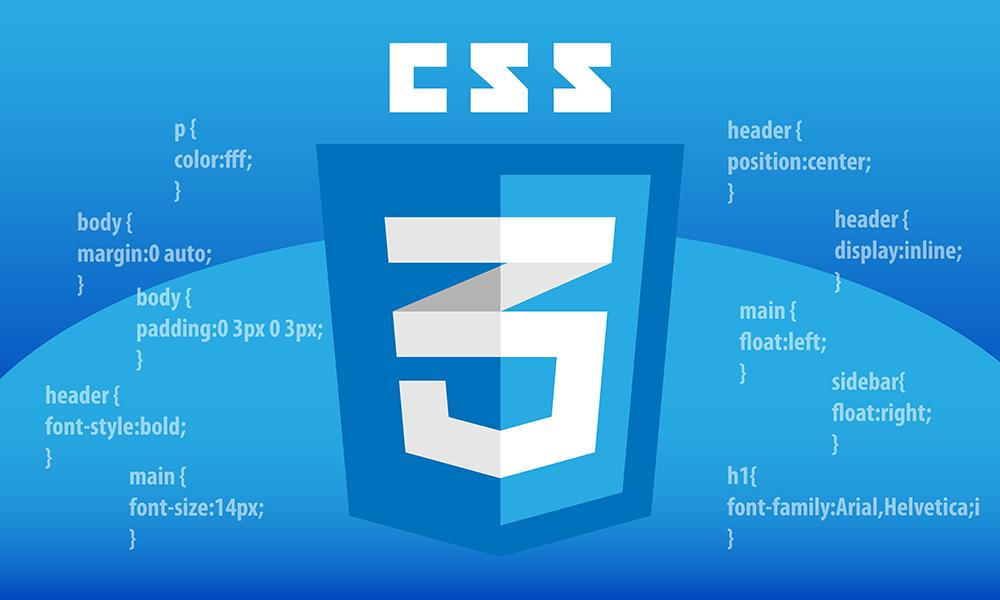 CSS
3
p {
color:fff;
}
body {
margin:0 auto;
}
body {
padding:0 3px 0 3px;
}
header {
font-style:bold;
}
main {
font-size:14px;
}
header {
position:center;
}
header {
display:inline;
}
main {
float:left;
}
sidebar{
float:right;
}
h1{
font-family:Arial,Helvetica;i
}